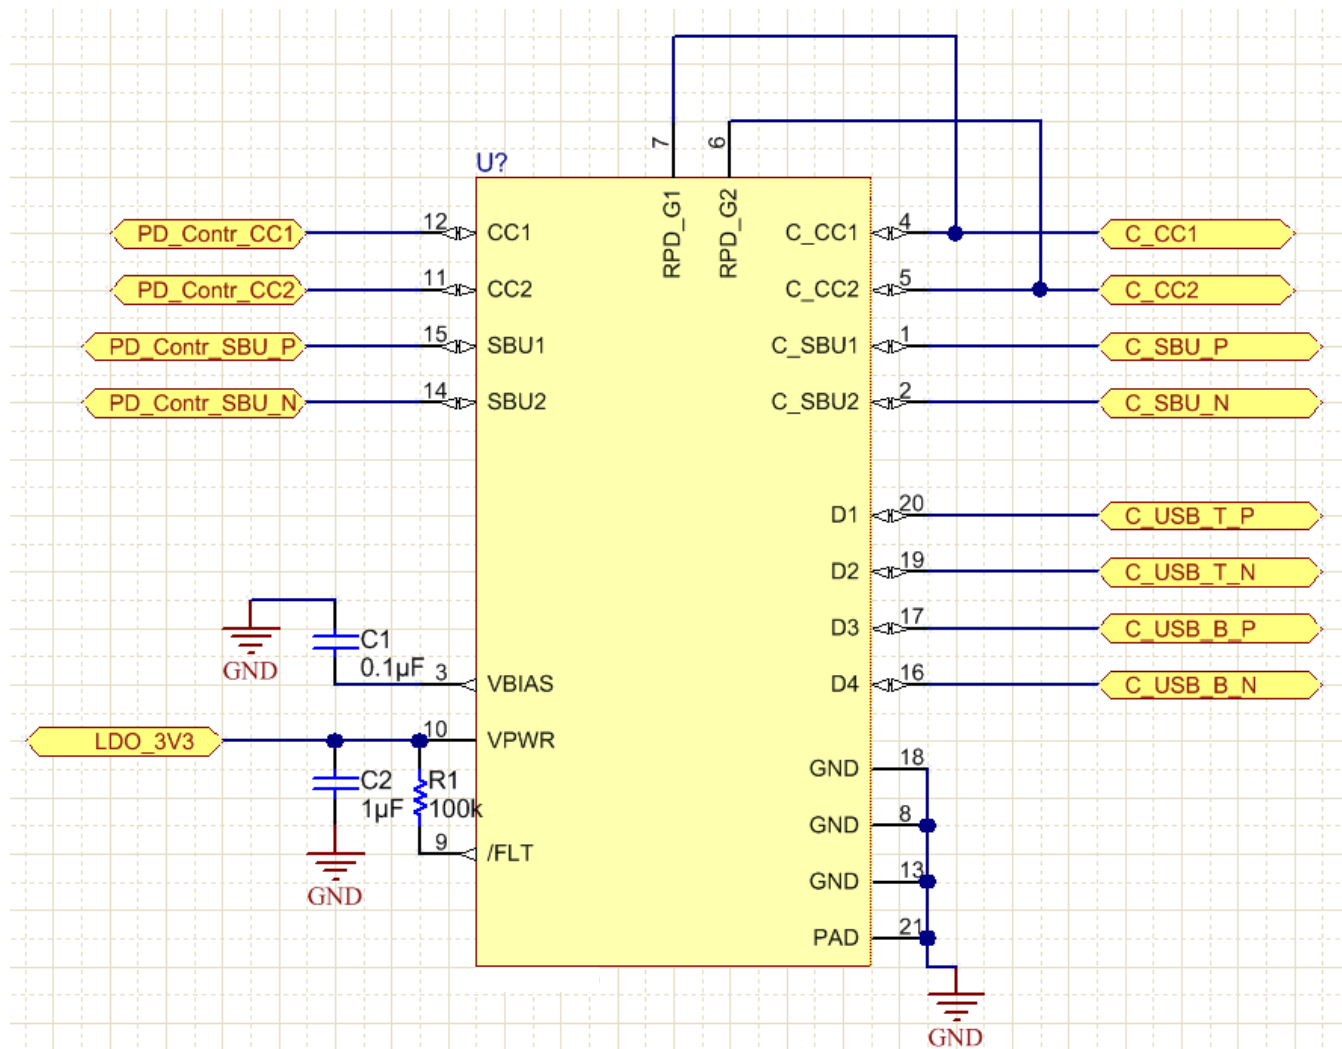 7
6
U?
RPD_G1
RPD_G2
PD_Contr_CC1
12
CC1
C_CC1
4
C_CC1
PD_Contr_CC2
11
CC2
C_CC2
5
C_CC2
PD_Contr_SBU_P
15
SBU1
C_SBU1
1
C_SBU_P
PD_Contr_SBU_N
14
SBU2
C_SBU2
2
C_SBU_N
D1
20
C_USB_T_P
D2
19
C_USB_T_N
D3
17
C_USB_B_P
GND
C1
0.1µF
3
VBIAS
D4
16
C_USB_B_N
LDO_3V3
10
VPWR
GND
18
C2
1µF
R1
100k
GND
8
9
/FLT
GND
GND
13
PAD
21
GND